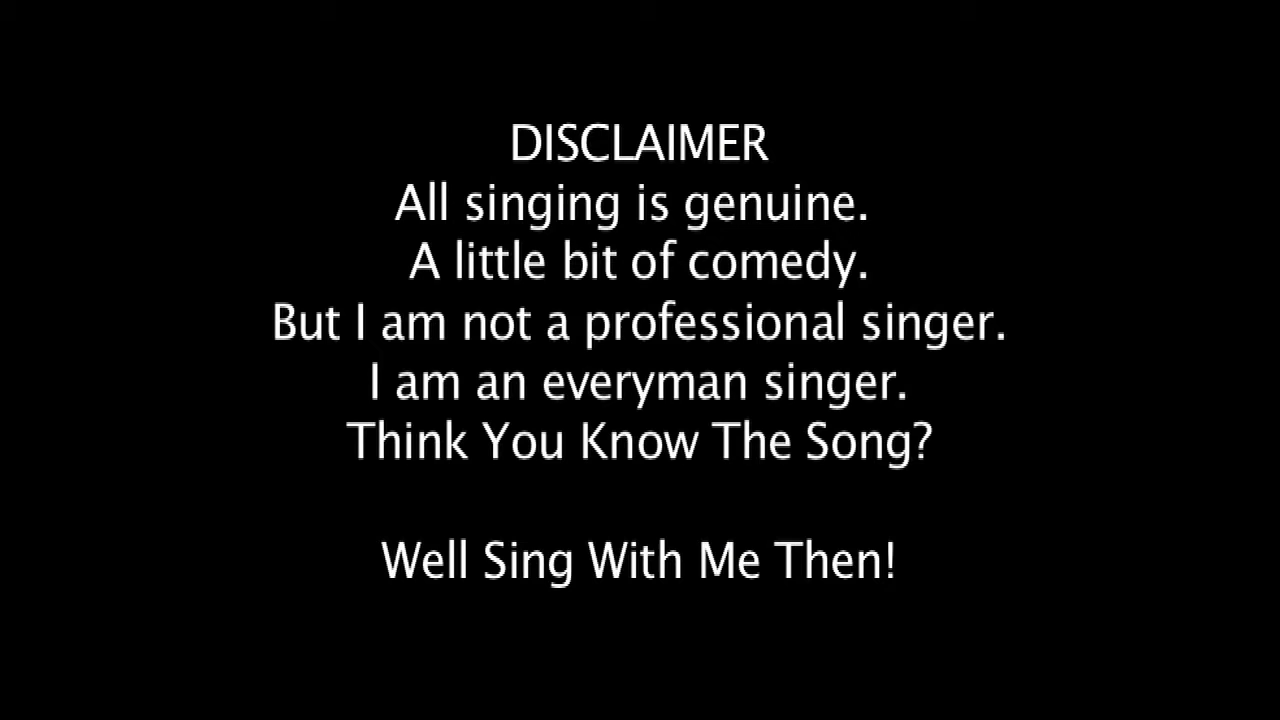 DISCLAIMER
All singing is genuine.
A little bit of comedy.
But I am not a professional singer.
I am an everyman singer.
Think You Know The Song?
Well Sing With Me Then!